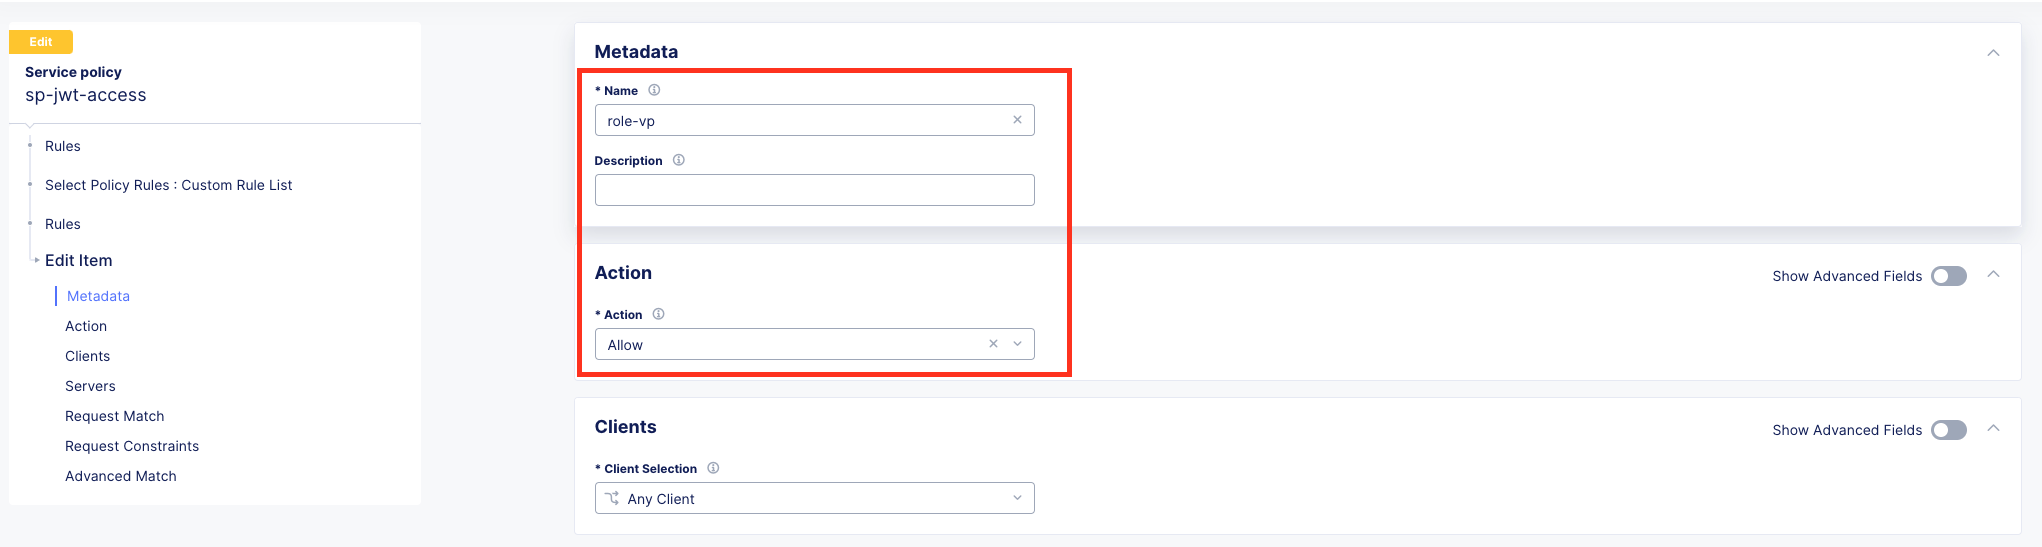 Edit
Service policy
sp-jwt-access
Rules
Select Policy Rules : Custom Rule List
Rules
Edit Item
Metadata
Action
Clients
Servers
Request Match
Request Constraints
Advanced Match
Metadata
* Name
role-vp
Description
Action
Show Advanced Fields
* Action
Allow
Clients
Show Advanced Fields
* Client Selection
Any Client